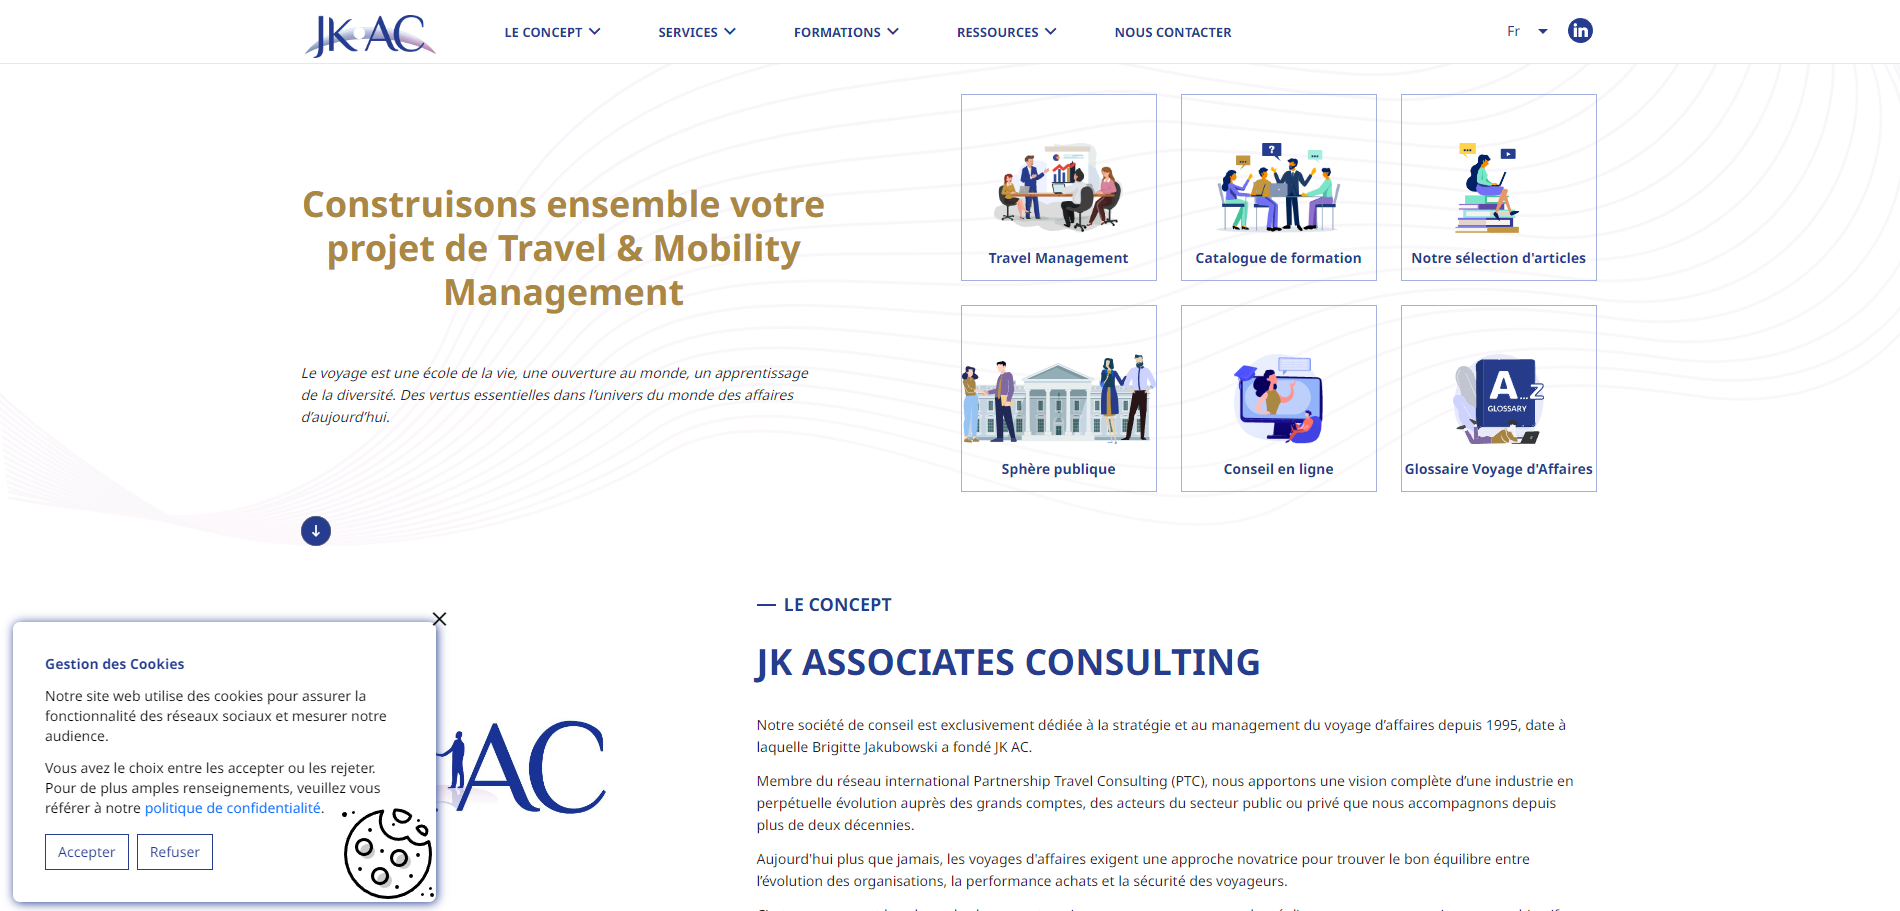 JK AC
LE CONCEPT
SERVICES
FORMATIONS
RESSOURCES
NOUS CONTACTER
Fr
in
Construisons ensemble votre
projet de Travel & Mobility
Management
Le voyage est une école de la vie, une ouverture au monde, un apprentissage
de la diversité. Des vertus essentielles dans l’univers du monde des affaires
d’aujourd’hui.
Travel Management
?
Catalogue de formation
Notre sélection d'articles
Sphère publique
Conseil en ligne
A...Z
GLOSSARY
Glossaire Voyage d'Affaires
LE CONCEPT
JK ASSOCIATES CONSULTING
Notre société de conseil est exclusivement dédiée à la stratégie et au management du voyage d’affaires depuis 1995, date à
laquelle Brigitte Jakubowski a fondé JK AC.
Membre du réseau international Partnership Travel Consulting (PTC), nous apportons une vision complète d’une industrie en
perpétuelle évolution auprès des grands comptes, des acteurs du secteur public ou privé que nous accompagnons depuis
plus de deux décennies.
Aujourd'hui plus que jamais, les voyages d'affaires exigent une approche novatrice pour trouver le bon équilibre entre
l’évolution des organisations, la performance achats et la sécurité des voyageurs.
AC
Gestion des Cookies
Notre site web utilise des cookies pour assurer la
fonctionnalité des réseaux sociaux et mesurer notre
audience.
Vous avez le choix entre les accepter ou les rejeter.
Pour de plus amples renseignements, veuillez vous
référer à notre politique de confidentialité.
Accepter
Refuser